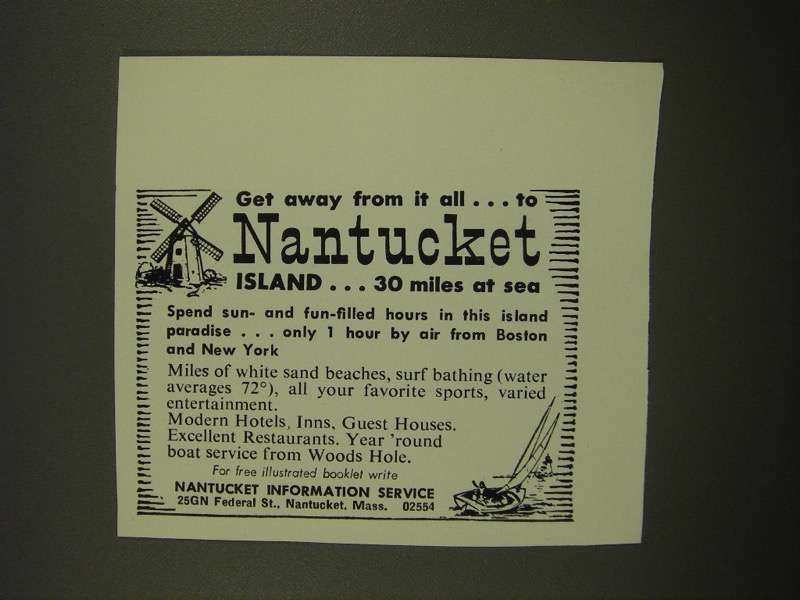 Get away from it all . . . to
Nantucket
ISLAND . . . 30 miles at sea
Spend sun- and fun-filled hours in this island
paradise . . . only 1 hour by air from Boston
and New York
Miles of white sand beaches, surf bathing (water
averages 72°), all your favorite sports, varied
entertainment.
Modern Hotels, Inns, Guest Houses.
Excellent Restaurants. Year 'round
boat service from Woods Hole.
For free illustrated booklet write
NANTUCKET INFORMATION SERVICE
25GN Federal St., Nantucket, Mass. 02554